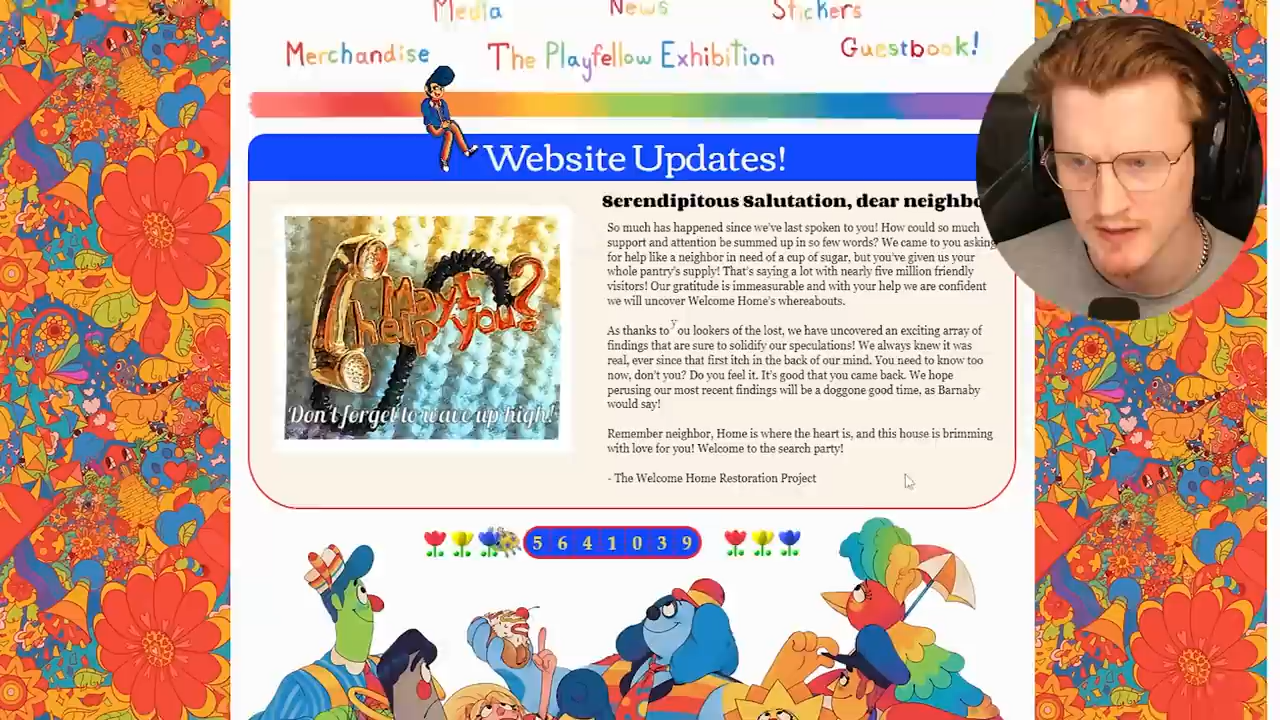 Media News Stickers
Merchandise The Playfellow Exhibition Guestbook!
Website Updates!
May I
help you?
Don't forget to wave up high!
Serendipitous Salutation, dear
So much has happened since we've last spoken to you! How could so much
support and attention be summed up in so few words? We came to you asking
for help like a neighbor in need of a cup of sugar, but you've given us your
whole pantry's supply! That's saying a lot with nearly five million friendly
visitors! Our gratitude is immeasurable and with your help we are confident
we will uncover Welcome Home's whereabouts.
As thanks to you lookers of the lost, we have uncovered an exciting array of
findings that are sure to solidify our speculations! We always knew it was
real, ever since that first itch in the back of our mind. You need to know too
now, don't you? Do you feel it. It's good that you came back. We hope
perusing our most recent findings will be a doggone good time, as Barnaby
would say!
Remember neighbor, Home is where the heart is, and this house is brimming
with love for you! Welcome to the search party!
- The Welcome Home Restoration Project
5641039